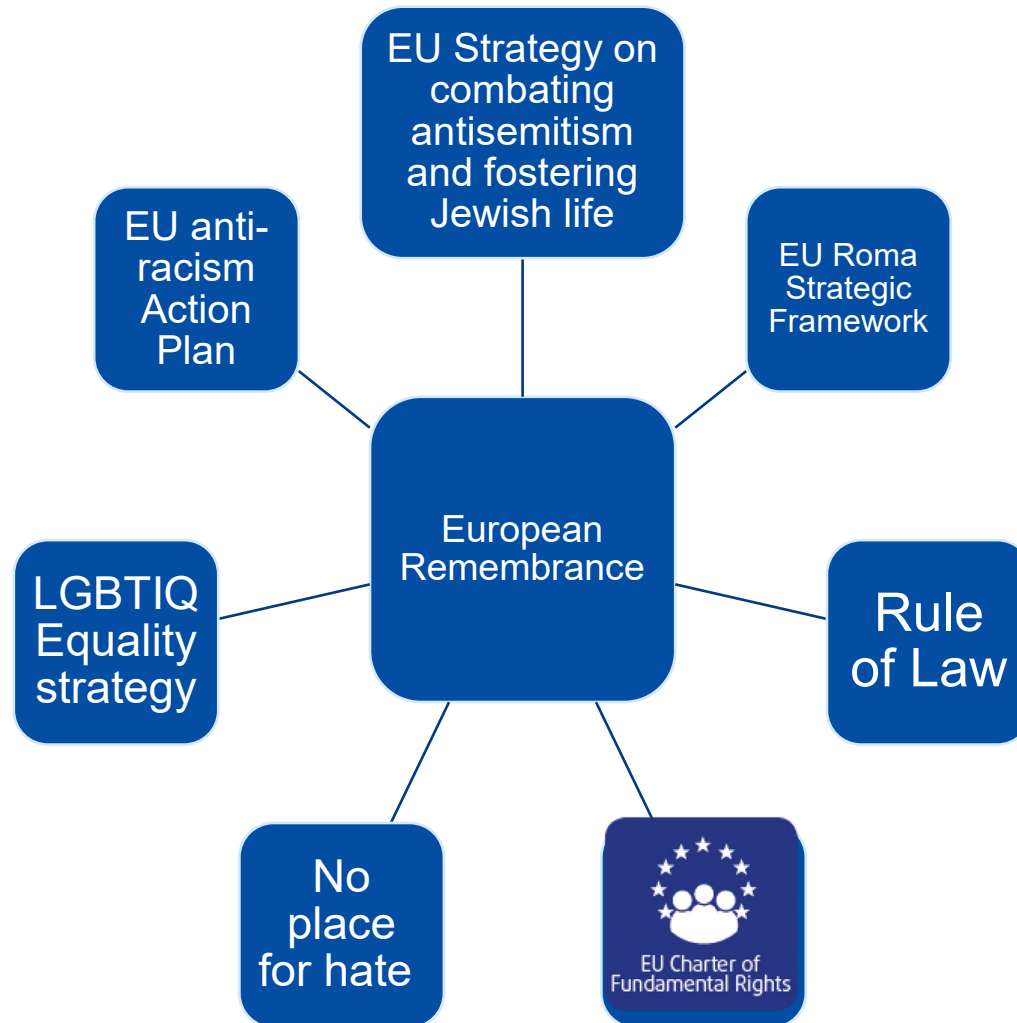 EU Strategy on
combating
antisemitism
and fostering
Jewish life
EU anti-
racism
Action
Plan
EU Roma
Strategic
Framework
European
Remembrance
LGBTIQ
Equality
strategy
Rule
of Law
No
place
for hate
EU Charter of
Fundamental Rights